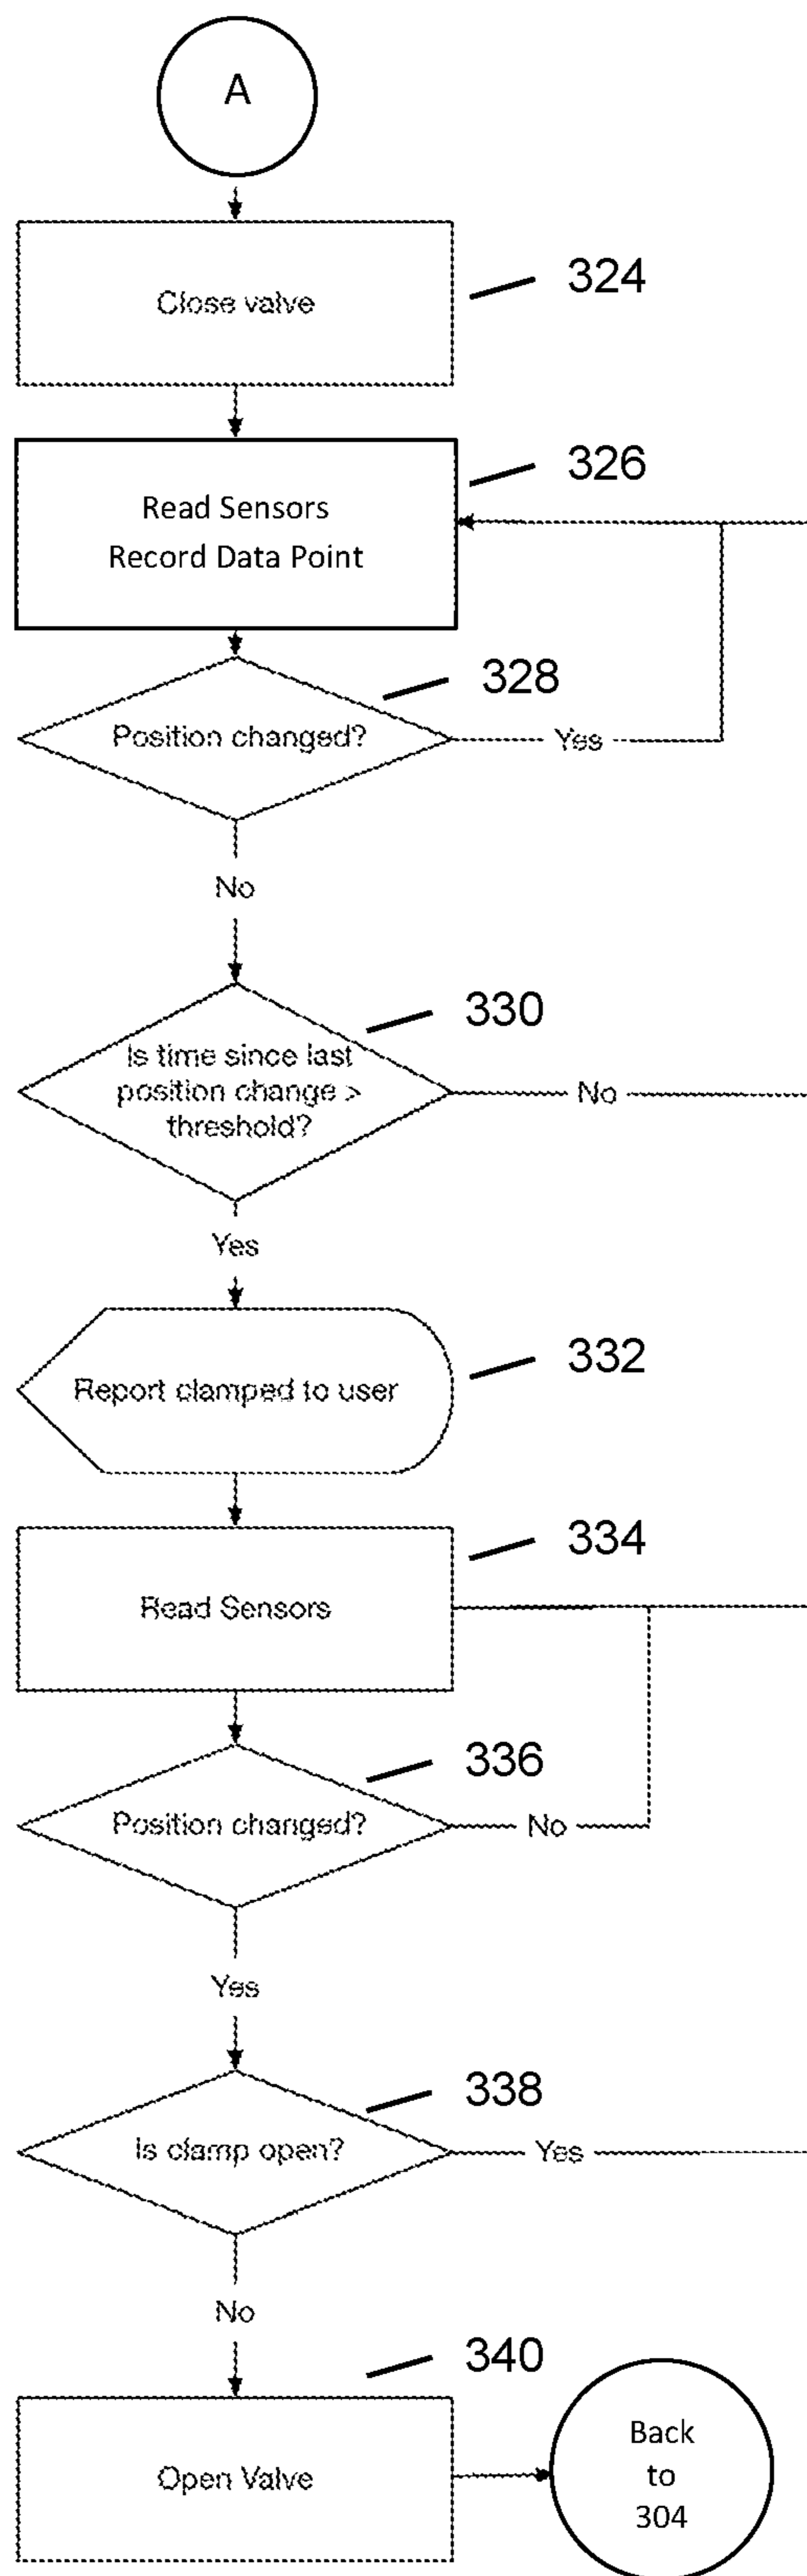 A
Close valve
324
326
Read Sensors
Record Data Point
328
Position changed?
Yes
No
330
Is time since last
position change >
threshold?
No
Yes
332
Report clamped to user
334
Read Sensors
336
Position changed?
No
Yes
338
Is clamp open?
Yes
No
340
Open Valve
Back
to
304